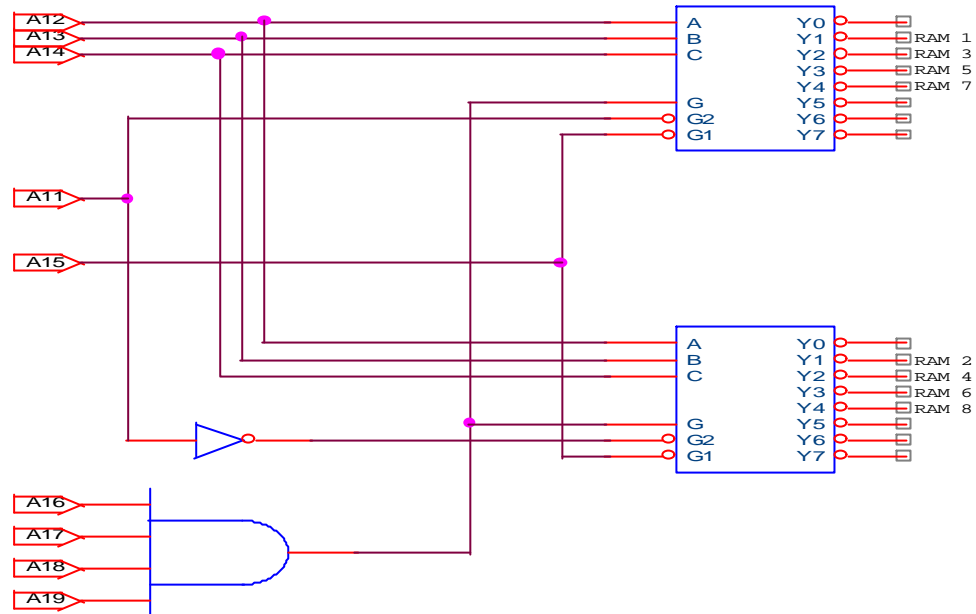 A12
A13
A14
A11
A15
A16
A17
A18
A19
A Y0
B Y1 RAM 1
C Y2 RAM 3
Y3 RAM 5
Y4 RAM 7
G Y5
G2 Y6
G1 Y7
A Y0
B Y1 RAM 2
C Y2 RAM 4
Y3 RAM 6
Y4 RAM 8
G Y5
G2 Y6
G1 Y7